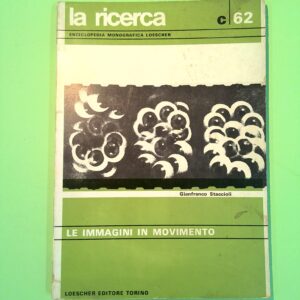 la ricerca
c/62
ENCICLOPEDIA MONOGRAFICA LOESCHER
Gianfranco Staccioli
LE IMMAGINI IN MOVIMENTO
LOESCHER EDITORE TORINO